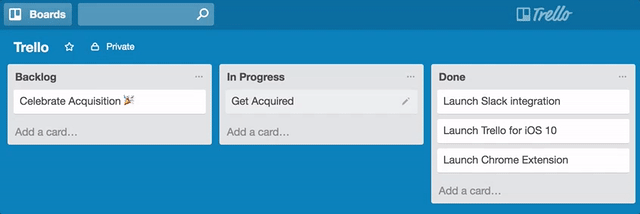 Boards
Trello
Trello
Private
Backlog
Celebrate Acquisition 🎉
Add a card…
In Progress
Get Acquired
Add a card…
Done
Launch Slack integration
Launch Trello for iOS 10
Launch Chrome Extension
Add a card…